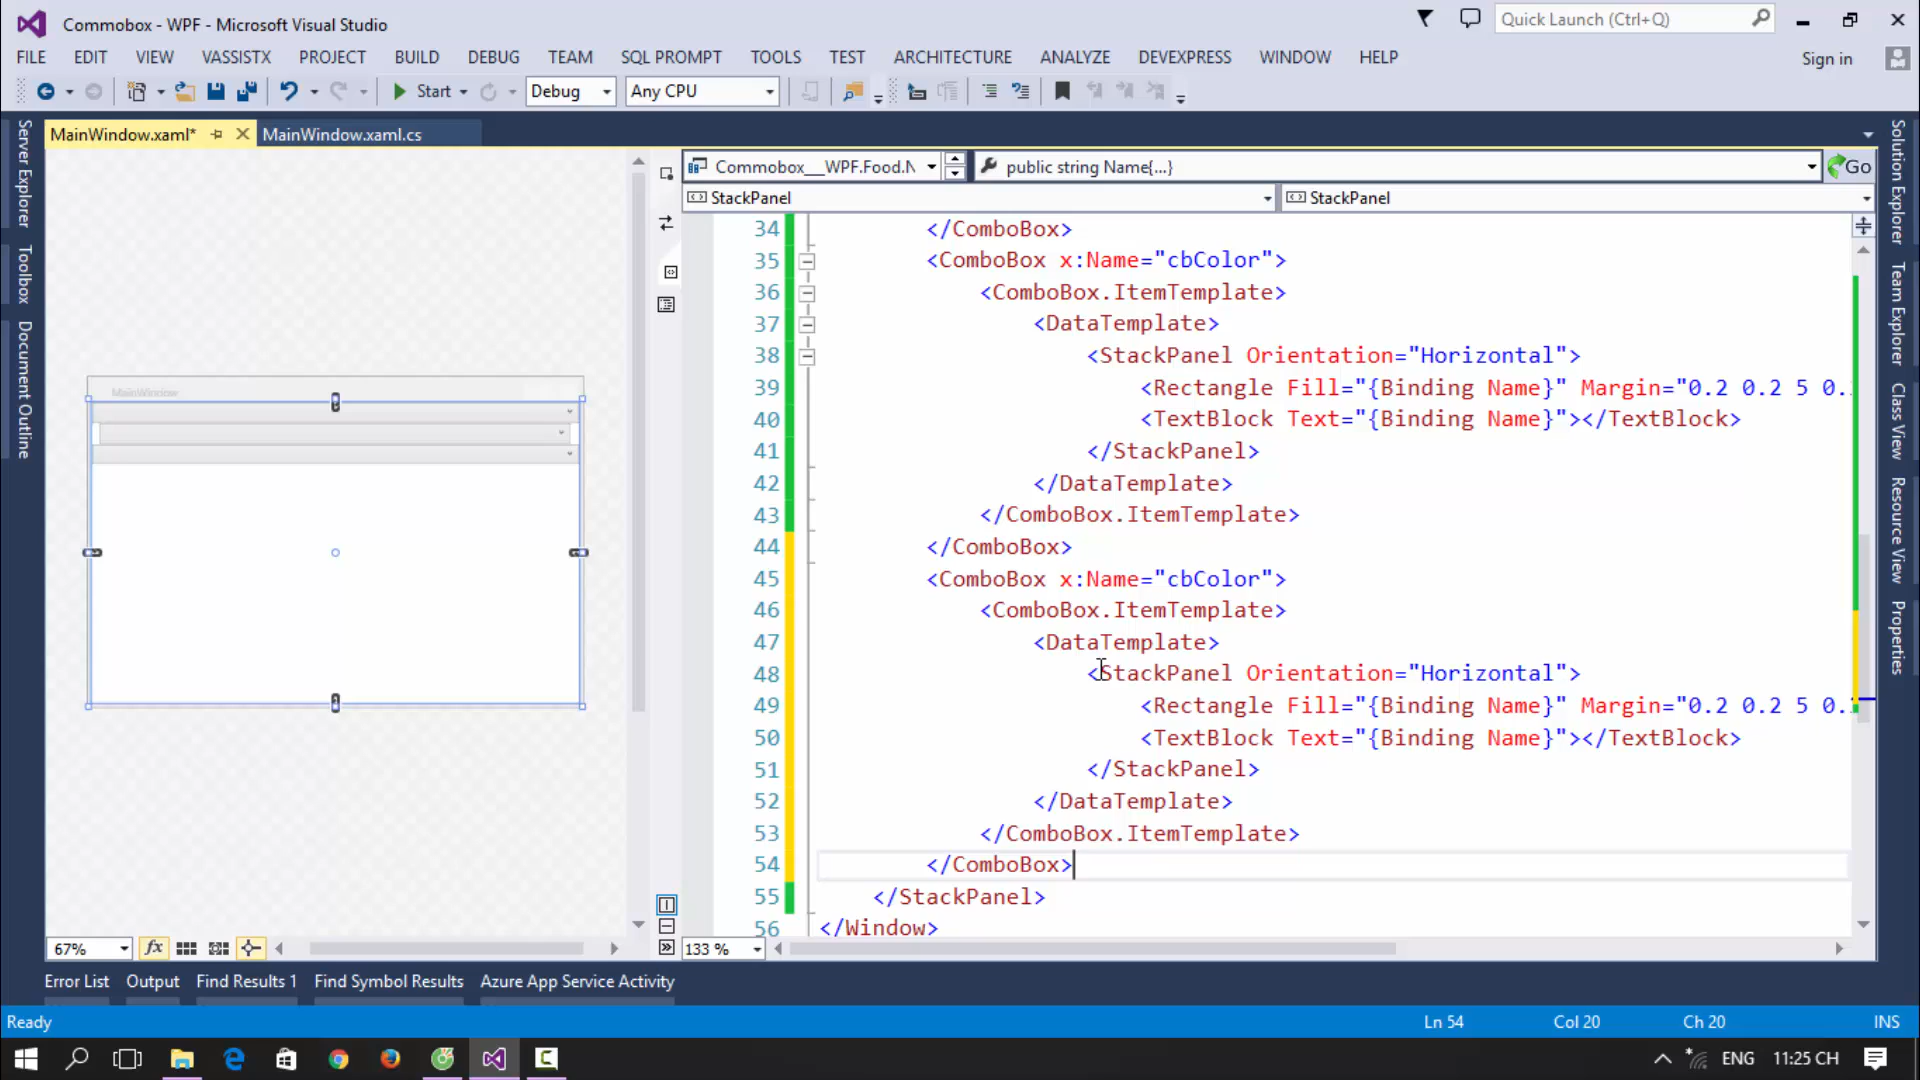 Commobox - WPF - Microsoft Visual Studio
Quick Launch (Ctrl+Q)
FILE EDIT VIEW VASSISTX PROJECT BUILD DEBUG TEAM SQL PROMPT TOOLS TEST ARCHITECTURE ANALYZE DEVEXPRESS WINDOW HELP Sign in
Start Debug Any CPU
MainWindow.xaml* MainWindow.xaml.cs
Server Explorer
Toolbox
Document Outline
MainWindow
Commobox__WPF.Food.N public string Name{...} Go
StackPanel StackPanel
34 </ComboBox>
35 <ComboBox x:Name="cbColor">
36 <ComboBox.ItemTemplate>
37 <DataTemplate>
38 <StackPanel Orientation="Horizontal">
39 <Rectangle Fill="{Binding Name}" Margin="0.2 0.2 5 0.
40 <TextBlock Text="{Binding Name}"></TextBlock>
41 </StackPanel>
42 </DataTemplate>
43 </ComboBox.ItemTemplate>
44 </ComboBox>
45 <ComboBox x:Name="cbColor">
46 <ComboBox.ItemTemplate>
47 <DataTemplate>
48 <StackPanel Orientation="Horizontal">
49 <Rectangle Fill="{Binding Name}" Margin="0.2 0.2 5 0.
50 <TextBlock Text="{Binding Name}"></TextBlock>
51 </StackPanel>
52 </DataTemplate>
53 </ComboBox.ItemTemplate>
54 </ComboBox>
55 </StackPanel>
56 </Window>
Solution Explorer
Team Explorer
Class View
Resource View
Properties
67% fx 133 %
Error List Output Find Results 1 Find Symbol Results Azure App Service Activity
Ready Ln 54 Col 20 Ch 20 INS
ENG 11:25 CH